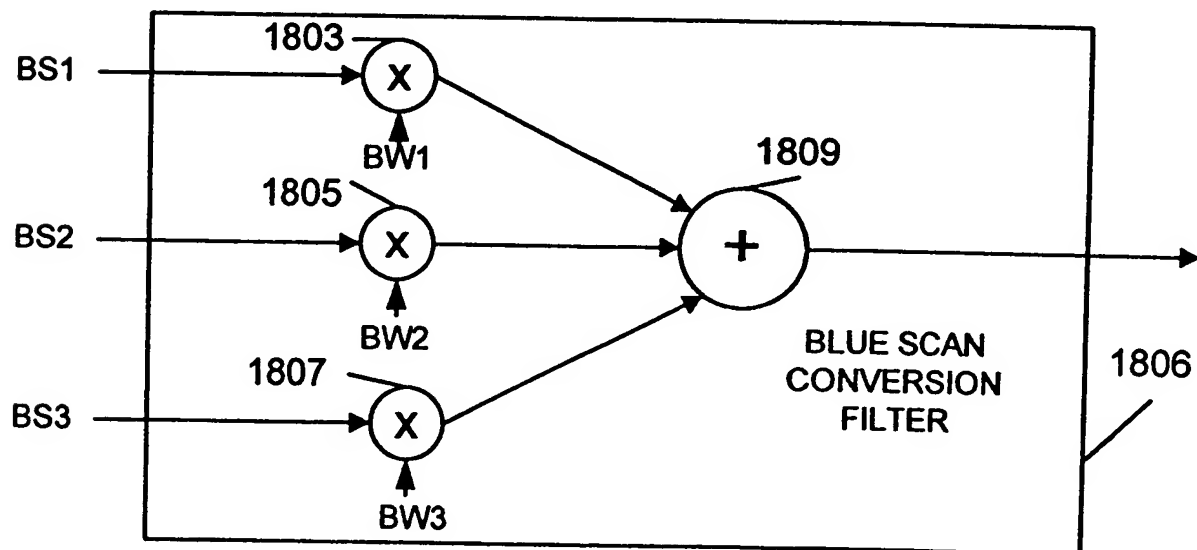 1803
BS1
X
BW1
1809
1805
BS2
X
+
BW2
BLUE SCAN
CONVERSION
FILTER
1806
1807
BS3
X
BW3